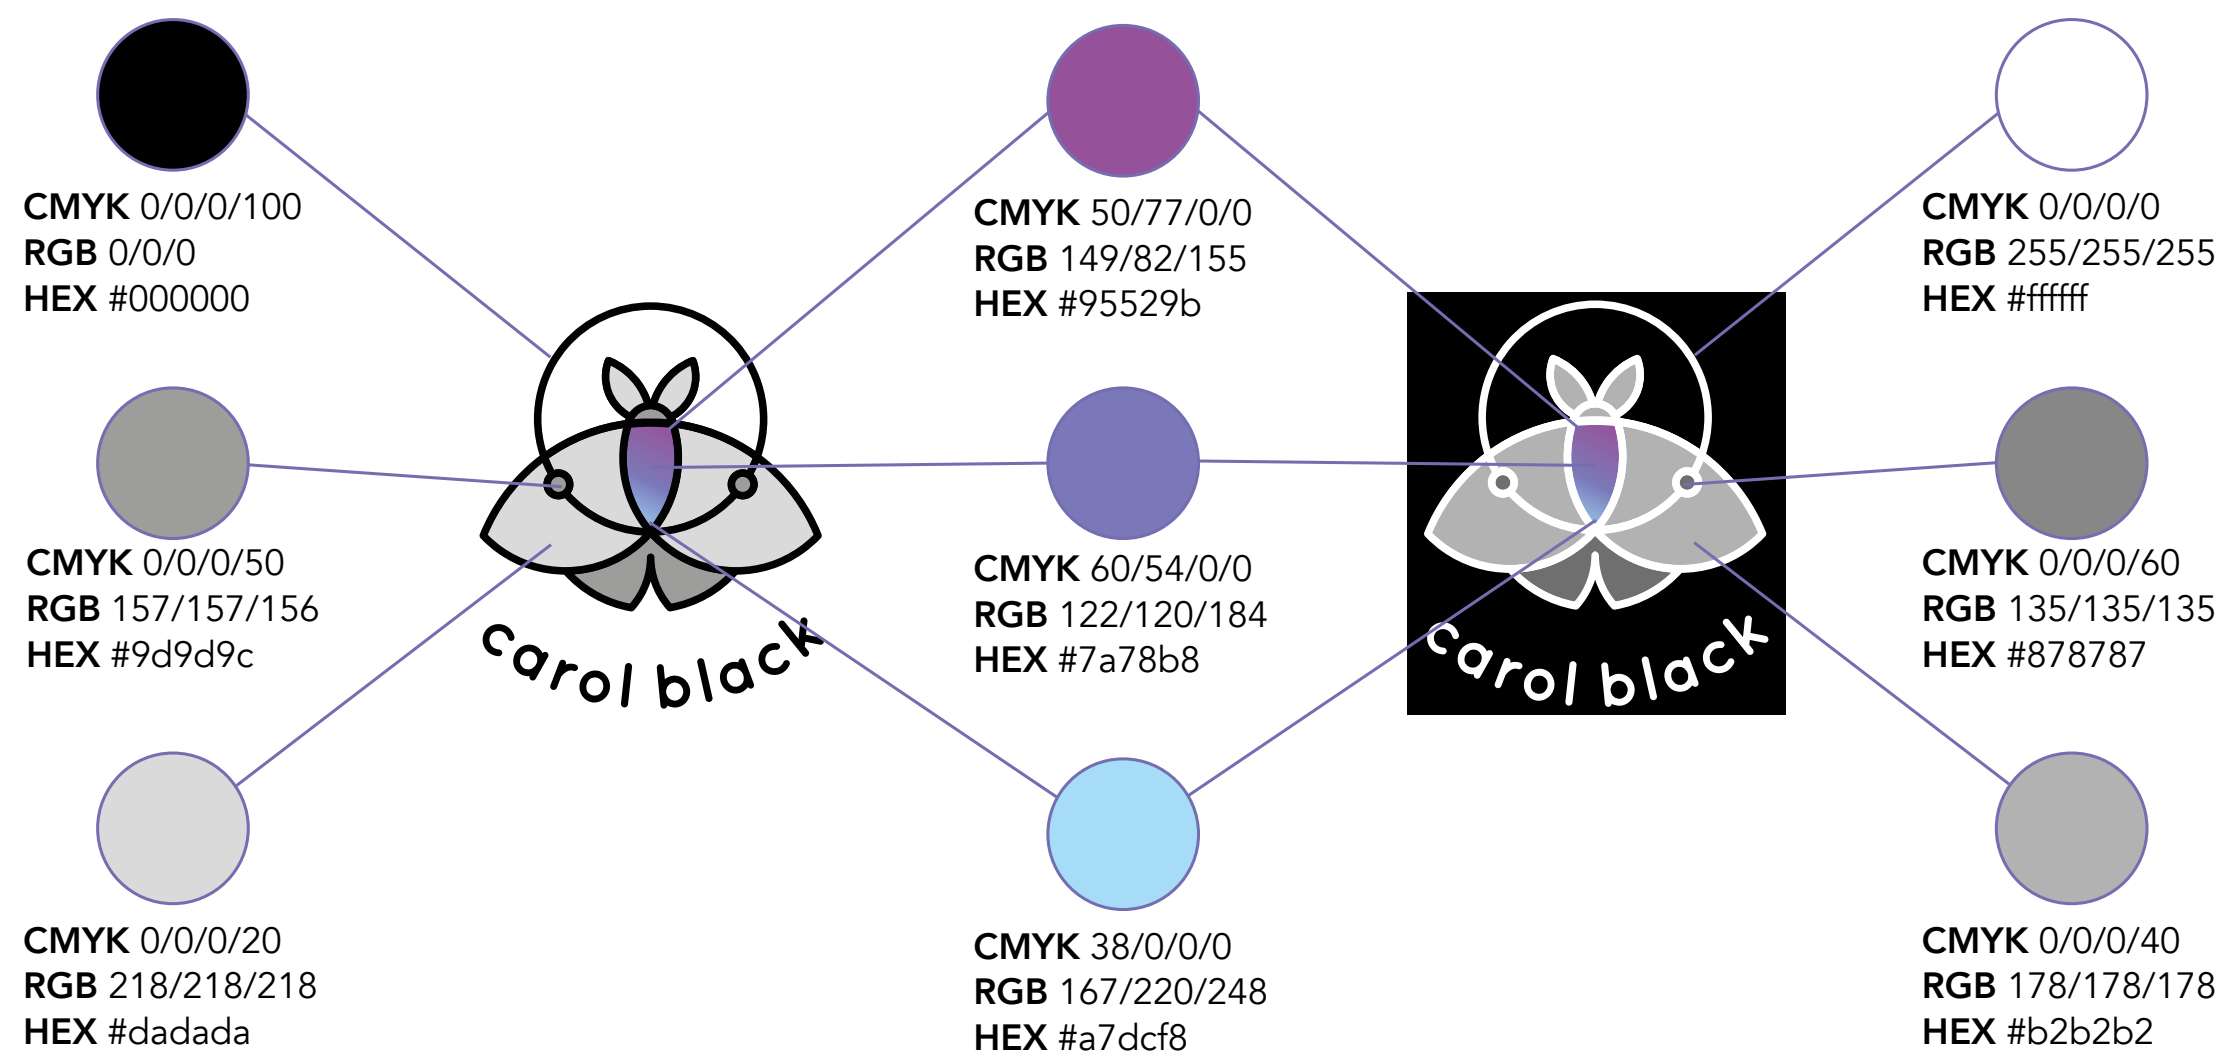 CMYK 0/0/0/100
RGB 0/0/0
HEX #000000
CMYK 50/77/0/0
RGB 149/82/155
HEX #95529b
CMYK 0/0/0/0
RGB 255/255/255
HEX #ffffff
CMYK 0/0/0/50
RGB 157/157/156
HEX #9d9d9c
CMYK 60/54/0/0
RGB 122/120/184
HEX #7a78b8
CMYK 0/0/0/60
RGB 135/135/135
HEX #878787
carol black
carol black
CMYK 0/0/0/20
RGB 218/218/218
HEX #dadada
CMYK 38/0/0/0
RGB 167/220/248
HEX #a7dcf8
CMYK 0/0/0/40
RGB 178/178/178
HEX #b2b2b2